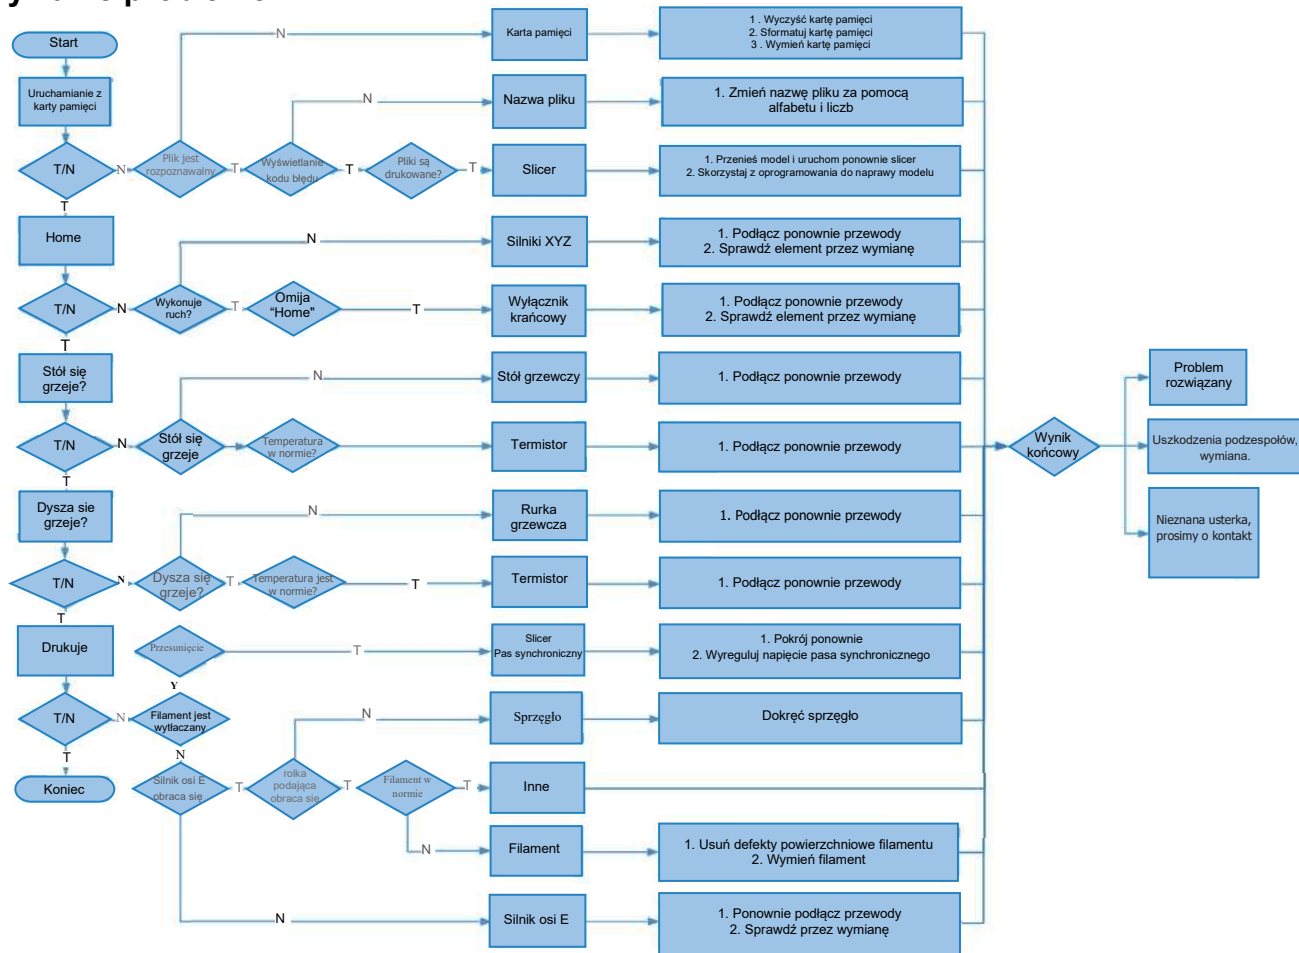 Start
N
Karta pamięci
1 . Wyczyść kartę pamięci
2. Sformatuj kartę pamięci
3 . Wymień kartę pamięci
Uruchamianie z
karty pamięci
N
Nazwa pliku
1. Zmień nazwę pliku za pomocą
alfabetu i liczb
T/N
N
Plik jest
rozpoznawalny
T
Wyświetlanie
kodu błędu
T
Pliki są
drukowane?
T
Slicer
1. Przenieś model i uruchom ponownie slicer
2. Skorzystaj z oprogramowania do naprawy modelu
T
Home
N
Silniki XYZ
1. Podłącz ponownie przewody
2. Sprawdź element przez wymianę
T/N
N
Wykonuje
ruch?
T
Omija
“Home”
T
Wyłącznik
krańcowy
1. Podłącz ponownie przewody
2. Sprawdź element przez wymianę
T
Stół się
grzeje?
N
Stół grzewczy
1. Podłącz ponownie przewody
Problem
rozwiązany
T/N
N
Stół się
grzeje
Temperatura
w normie?
Termistor
1. Podłącz ponownie przewody
Wynik
końcowy
Uszkodzenia podzespołów,
wymiana.
T
Dysza sie
grzeje?
N
Rurka
grzewcza
1. Podłącz ponownie przewody
Nieznana usterka,
prosimy o kontakt
T/N
N
Dysza się
grzeje?
T
Temperatura jest
w normie?
T
Termistor
1. Podłącz ponownie przewody
T
Drukuje
Przesunięcie
T
Slicer
Pas synchroniczny
1. Pokrój ponownie
2. Wyreguluj napięcie pasa synchronicznego
Y
T/N
N
Filament jest
wytłaczany
N
Sprzęgło
Dokręć sprzęgło
T
N
Koniec
Silnik osi E
obraca się
T
rolka
podająca
obraca się
T
Filament w
normie
T
Inne
N
Filament
1. Usuń defekty powierzchniowe filamentu
2. Wymień filament
N
Silnik osi E
1. Ponownie podłącz przewody
2. Sprawdź przez wymianę